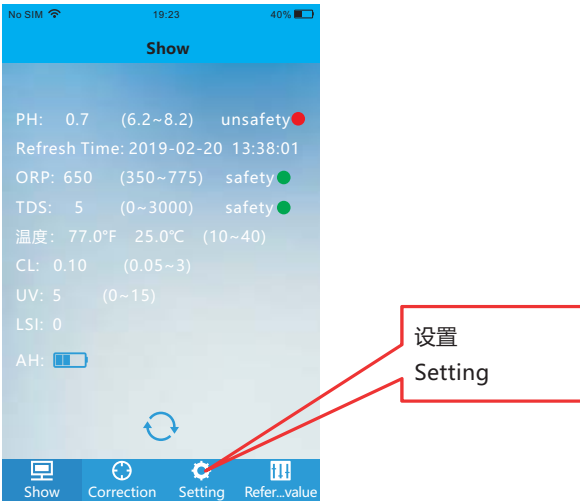 No SIM 19:23 40%
Show
PH: 0.7 (6.2~8.2) unsafety
Refresh Time: 2019-02-20 13:38:01
ORP: 650 (350~775) safety
TDS: 5 (0~3000) safety
温度: 77.0°F 25.0℃ (10~40)
CL: 0.10 (0.05~3)
UV: 5 (0~15)
LSI: 0
AH:
设置
Setting
Show Correction Setting Refer...value